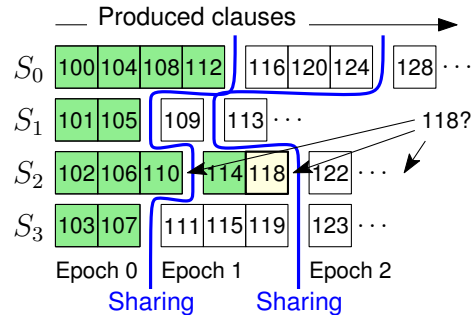 Produced clauses
S0 100 104 108 112 116 120 124 128 ···
S1 101 105 109 113 ··· 118?
S2 102 106 110 114 118 122 ···
S3 103 107 111 115 119 123 ···
Epoch 0 Epoch 1 Epoch 2
Sharing Sharing